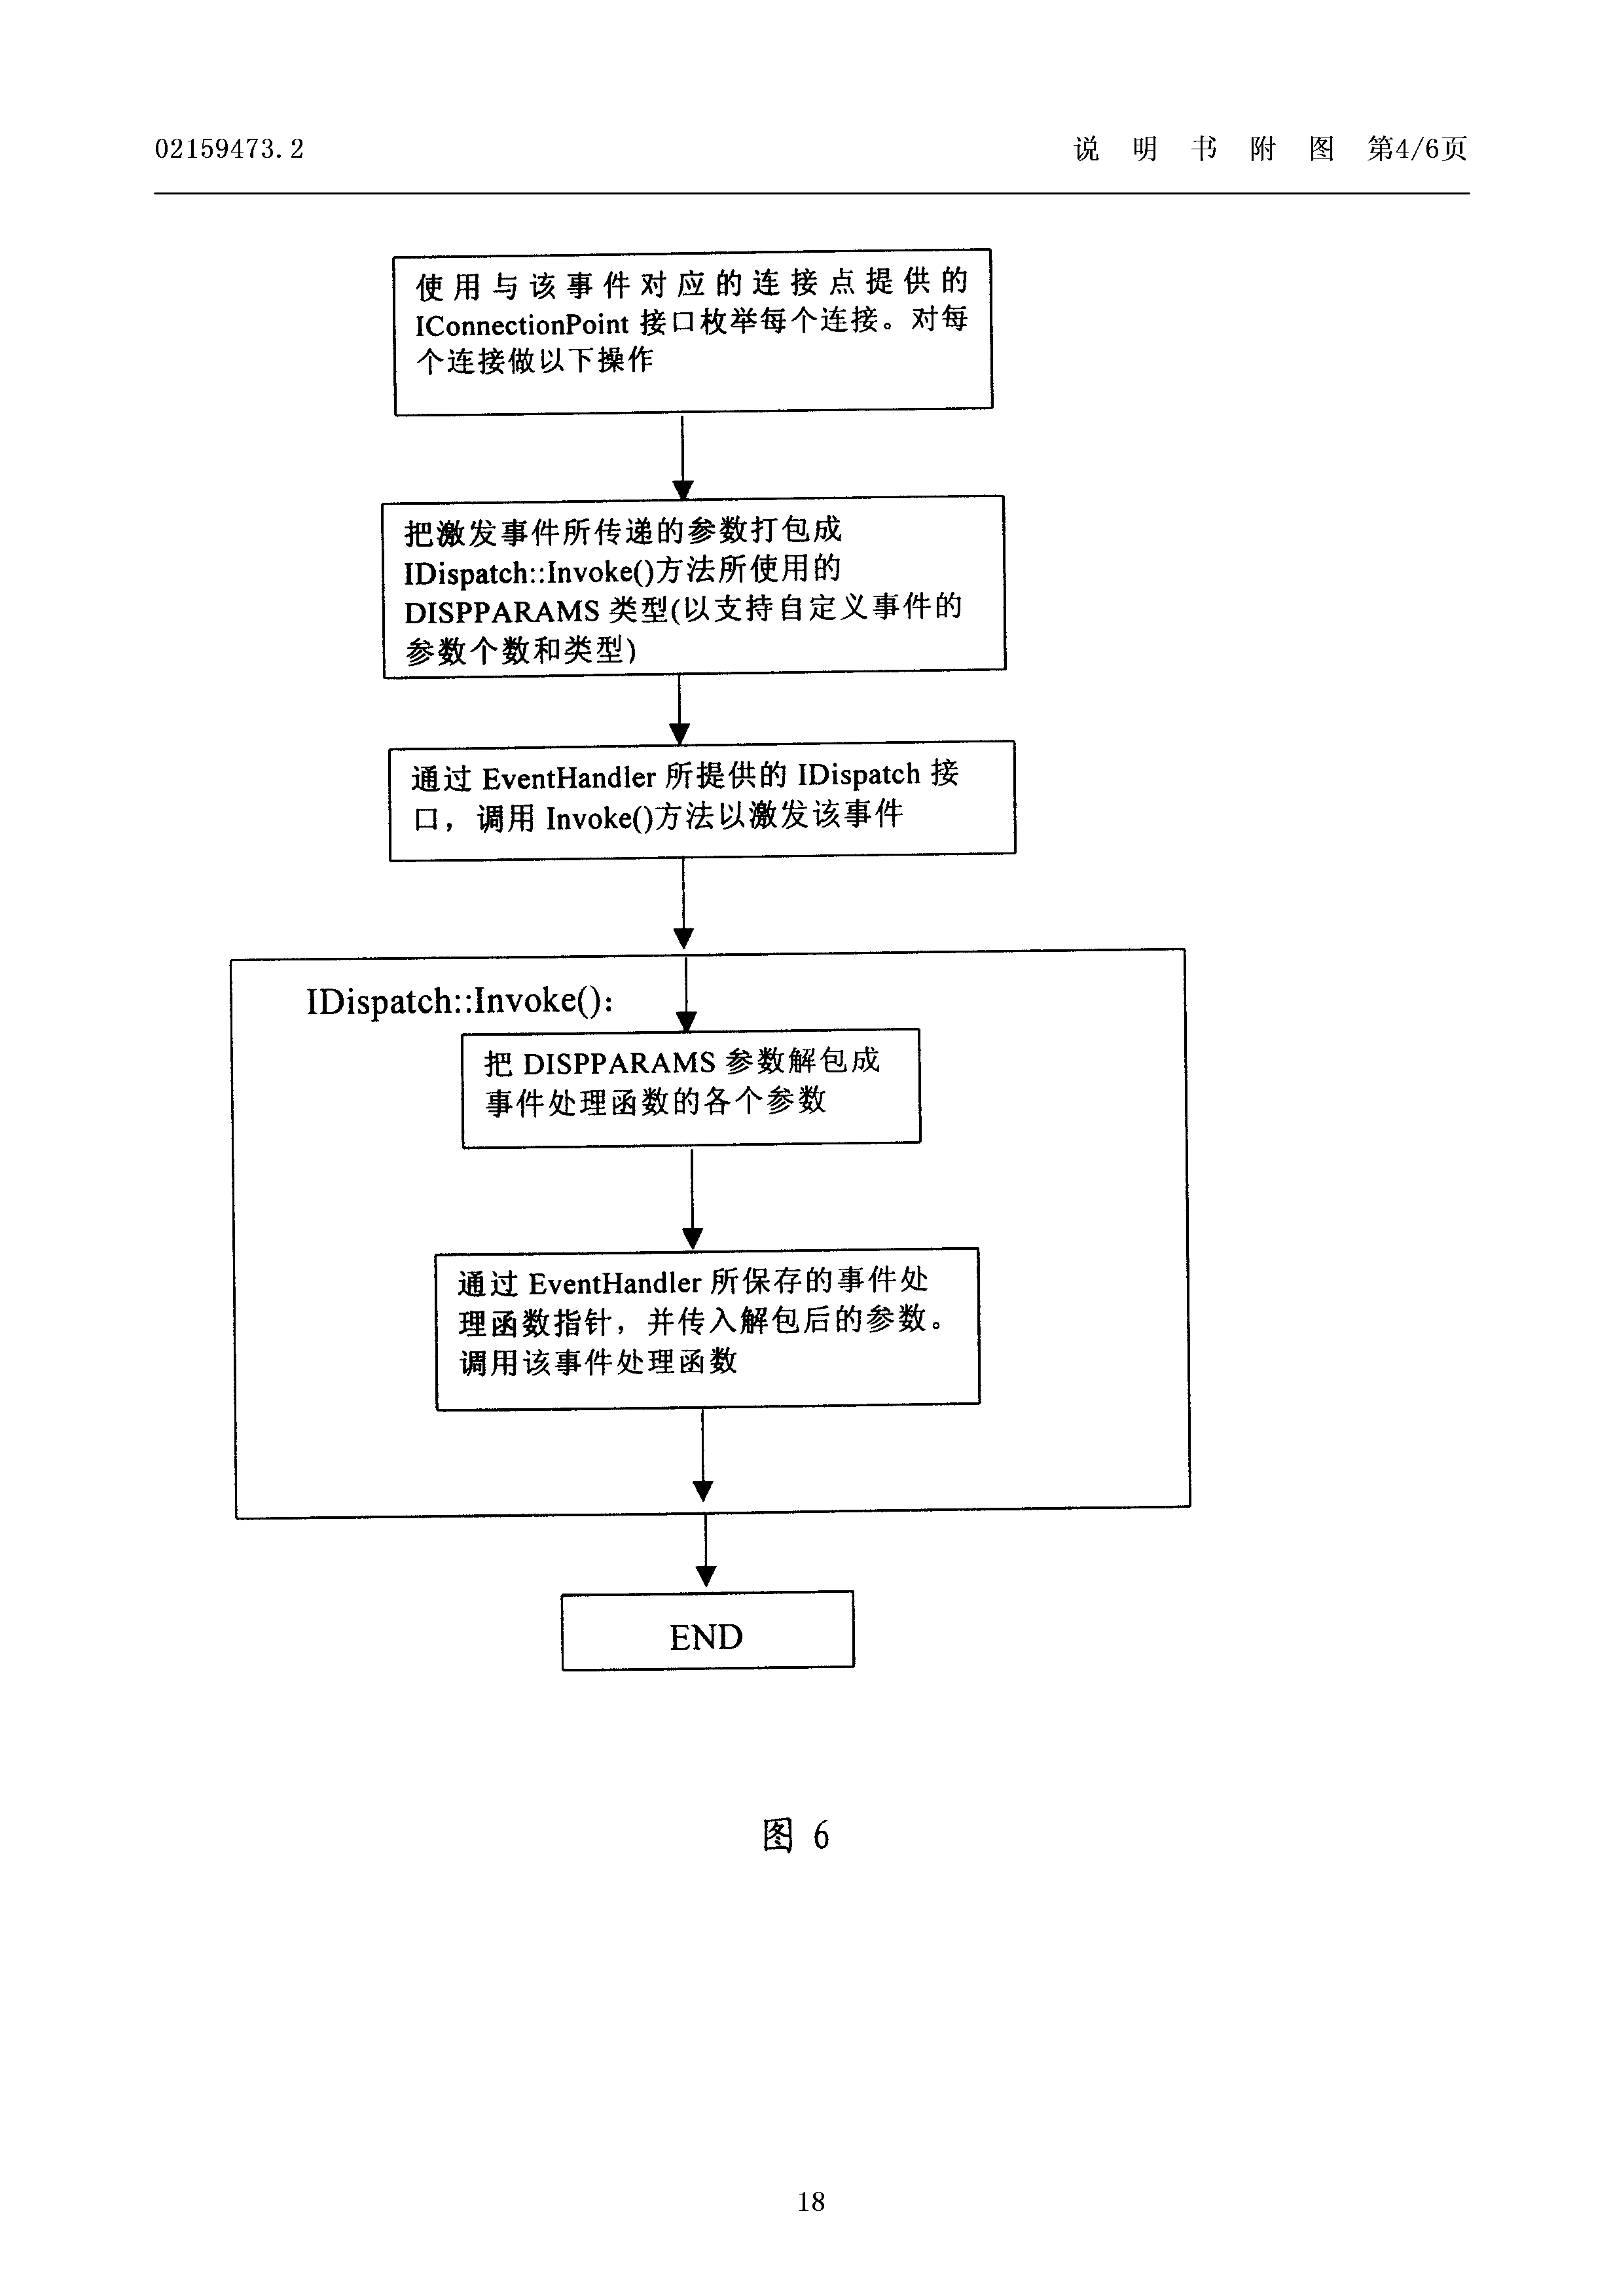 02159473.2
说 明 书 附 图 第4/6页
使用与该事件对应的连接点提供的
IConnectionPoint 接口枚举每个连接。对每
个连接做以下操作
把激发事件所传递的参数打包成
IDispatch::Invoke()方法所使用的
DISPPARAMS 类型(以支持自定义事件的
参数个数和类型)
通过 EventHandler 所提供的 IDispatch 接
口，调用 Invoke()方法以激发该事件
IDispatch::Invoke():
把 DISPPARAMS 参数解包成
事件处理函数的各个参数
通过 EventHandler 所保存的事件处
理函数指针，并传入解包后的参数。
调用该事件处理函数
END
图 6
18